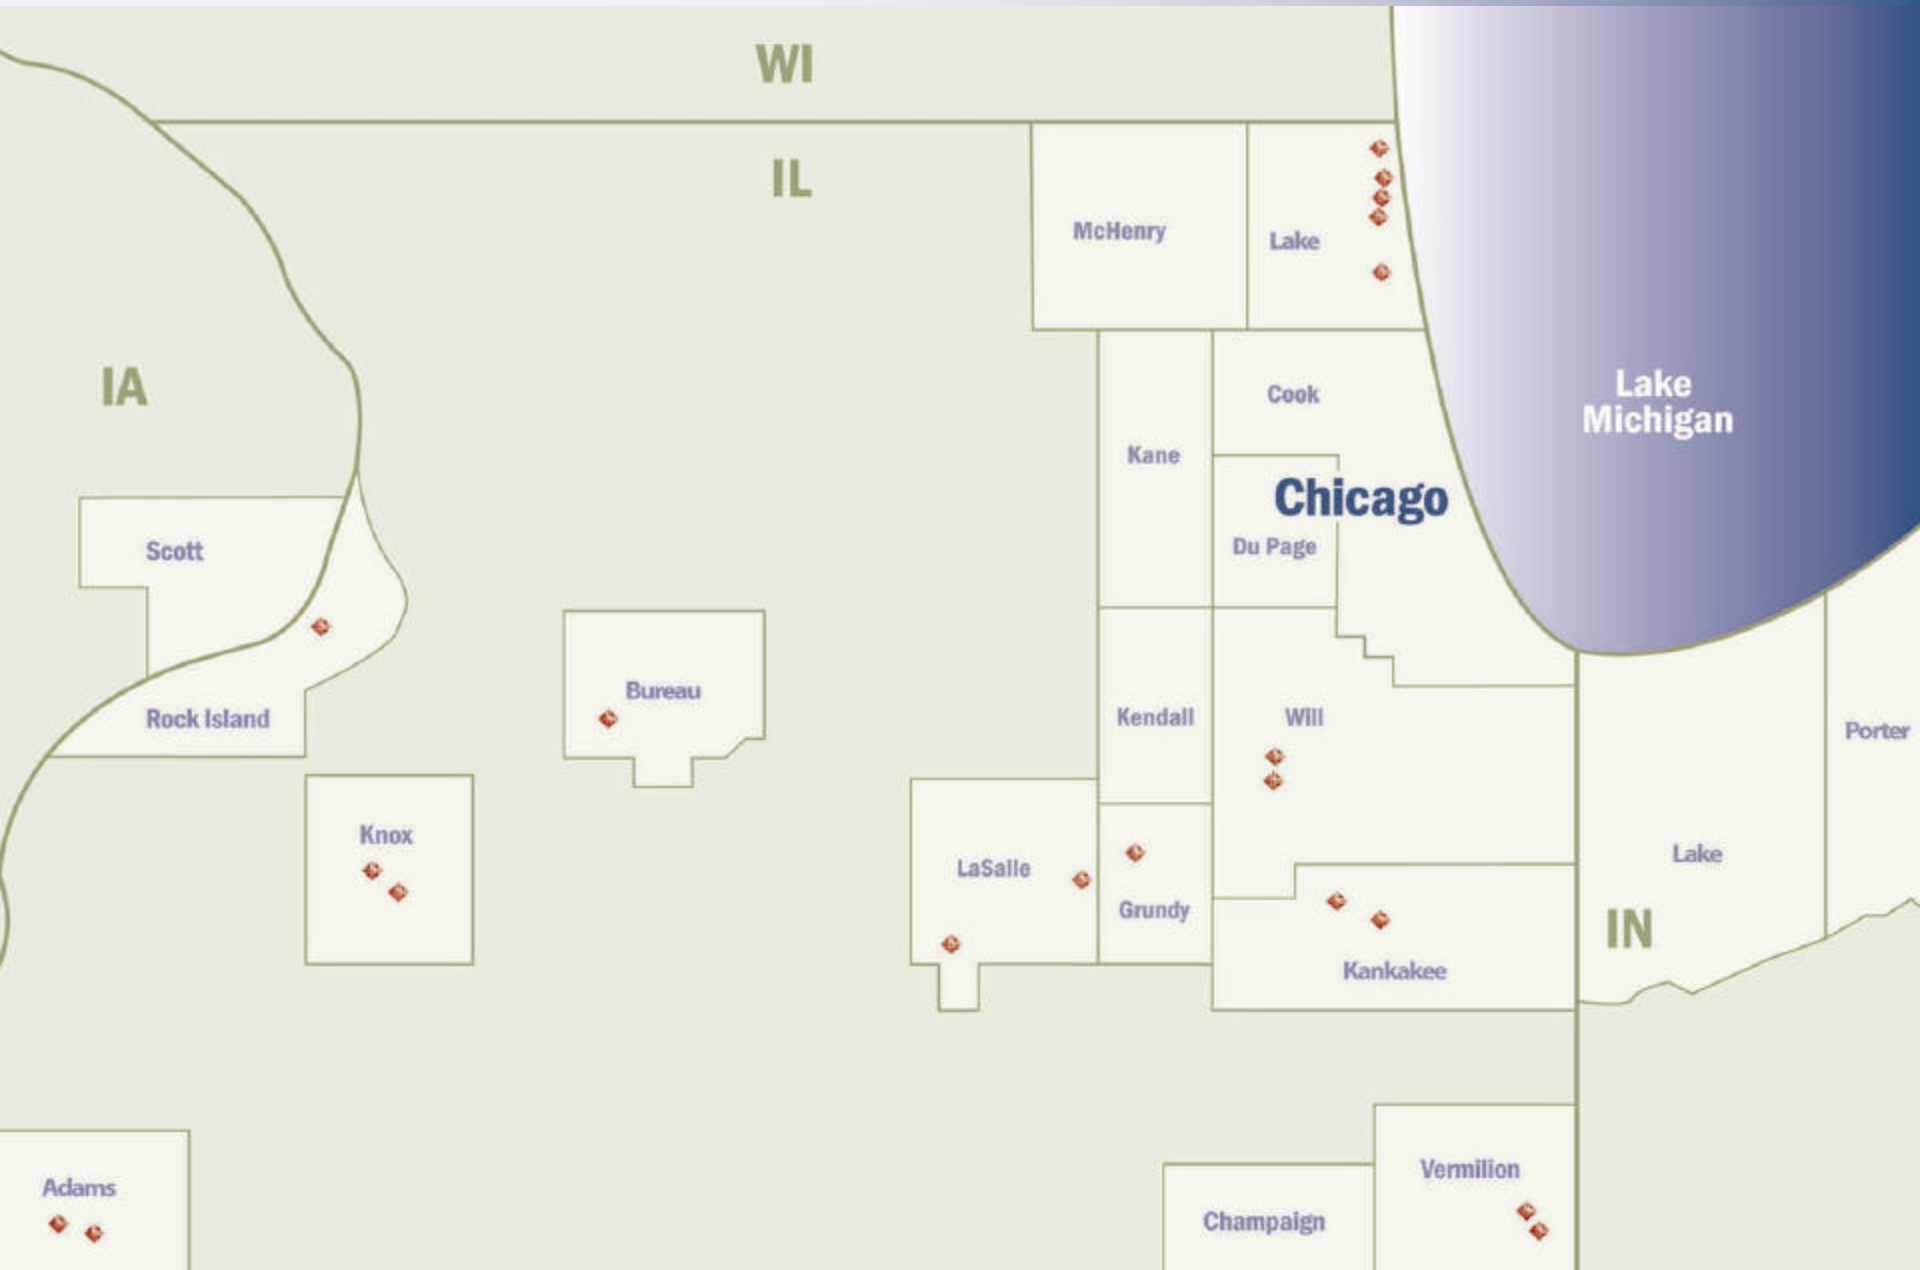 WI
IL
McHenry
Lake
IA
Lake
Michigan
Cook
Kane
Chicago
Scott
Du Page
Bureau
Rock Island
Kendall
Will
Porter
Knox
LaSalle
Lake
Grundy
IN
Kankakee
Adams
Vermilion
Champaign